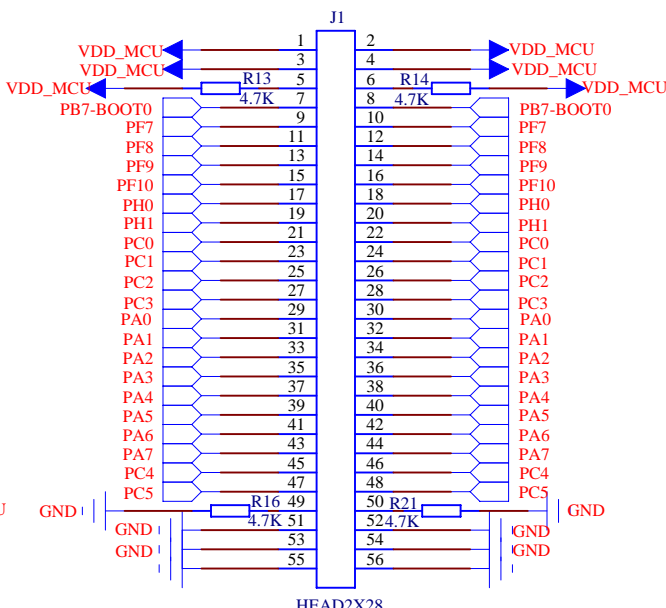 J1
1 2
VDD_MCU VDD_MCU
3 4
VDD_MCU VDD_MCU
VDD_MCU R13 5 6 R14 VDD_MCU
4.7K 7 8 4.7K
PB7-BOOT0 PB7-BOOT0
9 10
PF7 PF7
11 12
PF8 PF8
13 14
PF9 PF9
15 16
PF10 PF10
17 18
PH0 PH0
19 20
PH1 PH1
21 22
PC0 PC0
23 24
PC1 PC1
25 26
PC2 PC2
27 28
PC3 PC3
29 30
PA0 PA0
31 32
PA1 PA1
33 34
PA2 PA2
35 36
PA3 PA3
37 38
PA4 PA4
39 40
PA5 PA5
41 42
PA6 PA6
43 44
PA7 PA7
45 46
PC4 PC4
47 48
PC5 PC5
U GND R16 49 50 R21 GND
4.7K 51 52 4.7K
GND GND
53 54
GND GND
55 56
HEAD2X28